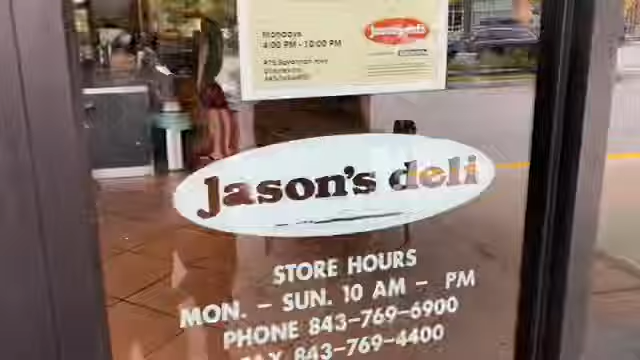 Mondays
4:00 PM - 10:00 PM
Jason's deli
STORE HOURS
MON. - SUN. 10 AM - PM
PHONE 843-769-6900
FAX 843-769-4400